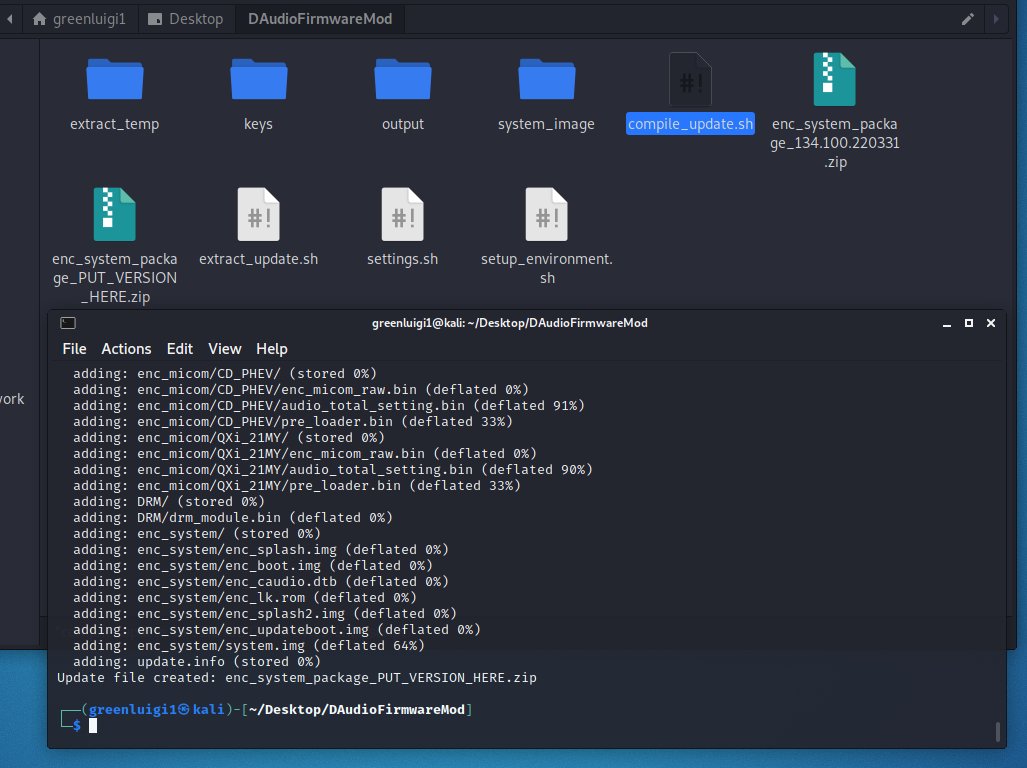 greenluigi1 Desktop DAudioFirmwareMod
extract_temp keys output system_image compile_update.sh enc_system_packa
ge_134.100.220331
.zip
#! #! #! #!
enc_system_packa extract_update.sh settings.sh setup_environment.
ge_PUT_VERSION sh
_HERE.zip
ork
greenluigi1@kali: ~/Desktop/DAudioFirmwareMod
File Actions Edit View Help
adding: enc_micom/CD_PHEV/ (stored 0%)
adding: enc_micom/CD_PHEV/enc_micom_raw.bin (deflated 0%)
adding: enc_micom/CD_PHEV/audio_total_setting.bin (deflated 91%)
adding: enc_micom/CD_PHEV/pre_loader.bin (deflated 33%)
adding: enc_micom/QXi_21MY/ (stored 0%)
adding: enc_micom/QXi_21MY/enc_micom_raw.bin (deflated 0%)
adding: enc_micom/QXi_21MY/audio_total_setting.bin (deflated 90%)
adding: enc_micom/QXi_21MY/pre_loader.bin (deflated 33%)
adding: DRM/ (stored 0%)
adding: DRM/drm_module.bin (deflated 0%)
adding: enc_system/ (stored 0%)
adding: enc_system/enc_splash.img (deflated 0%)
adding: enc_system/enc_boot.img (deflated 0%)
adding: enc_system/enc_caudio.dtb (deflated 0%)
adding: enc_system/enc_lk.rom (deflated 0%)
adding: enc_system/enc_splash2.img (deflated 0%)
adding: enc_system/enc_updateboot.img (deflated 0%)
adding: enc_system/system.img (deflated 64%)
adding: update.info (stored 0%)
Update file created: enc_system_package_PUT_VERSION_HERE.zip
┌──(greenluigi1㉿kali)-[~/Desktop/DAudioFirmwareMod]
└─$